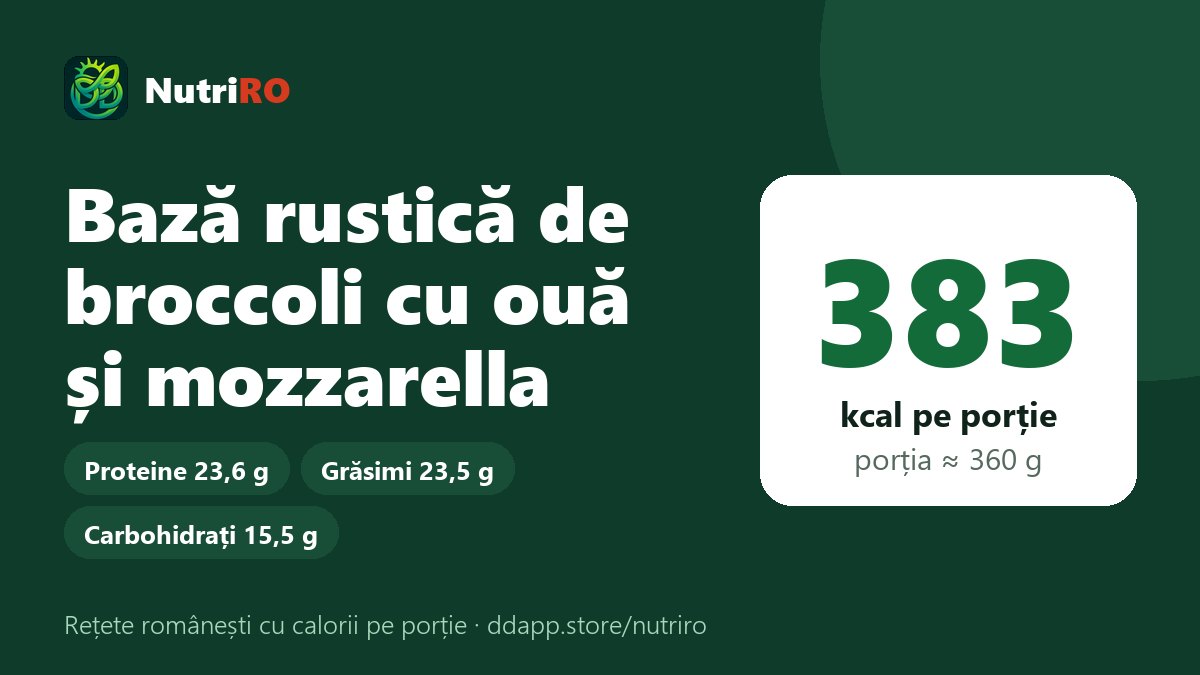 NutriRO
Bază rustică de
broccoli cu ouă
și mozzarella
Proteine 23,6 g
Grăsimi 23,5 g
Carbohidrați 15,5 g
383
kcal pe porție
porția ≈ 360 g
Rețete românești cu calorii pe porție · ddapp.store/nutriro